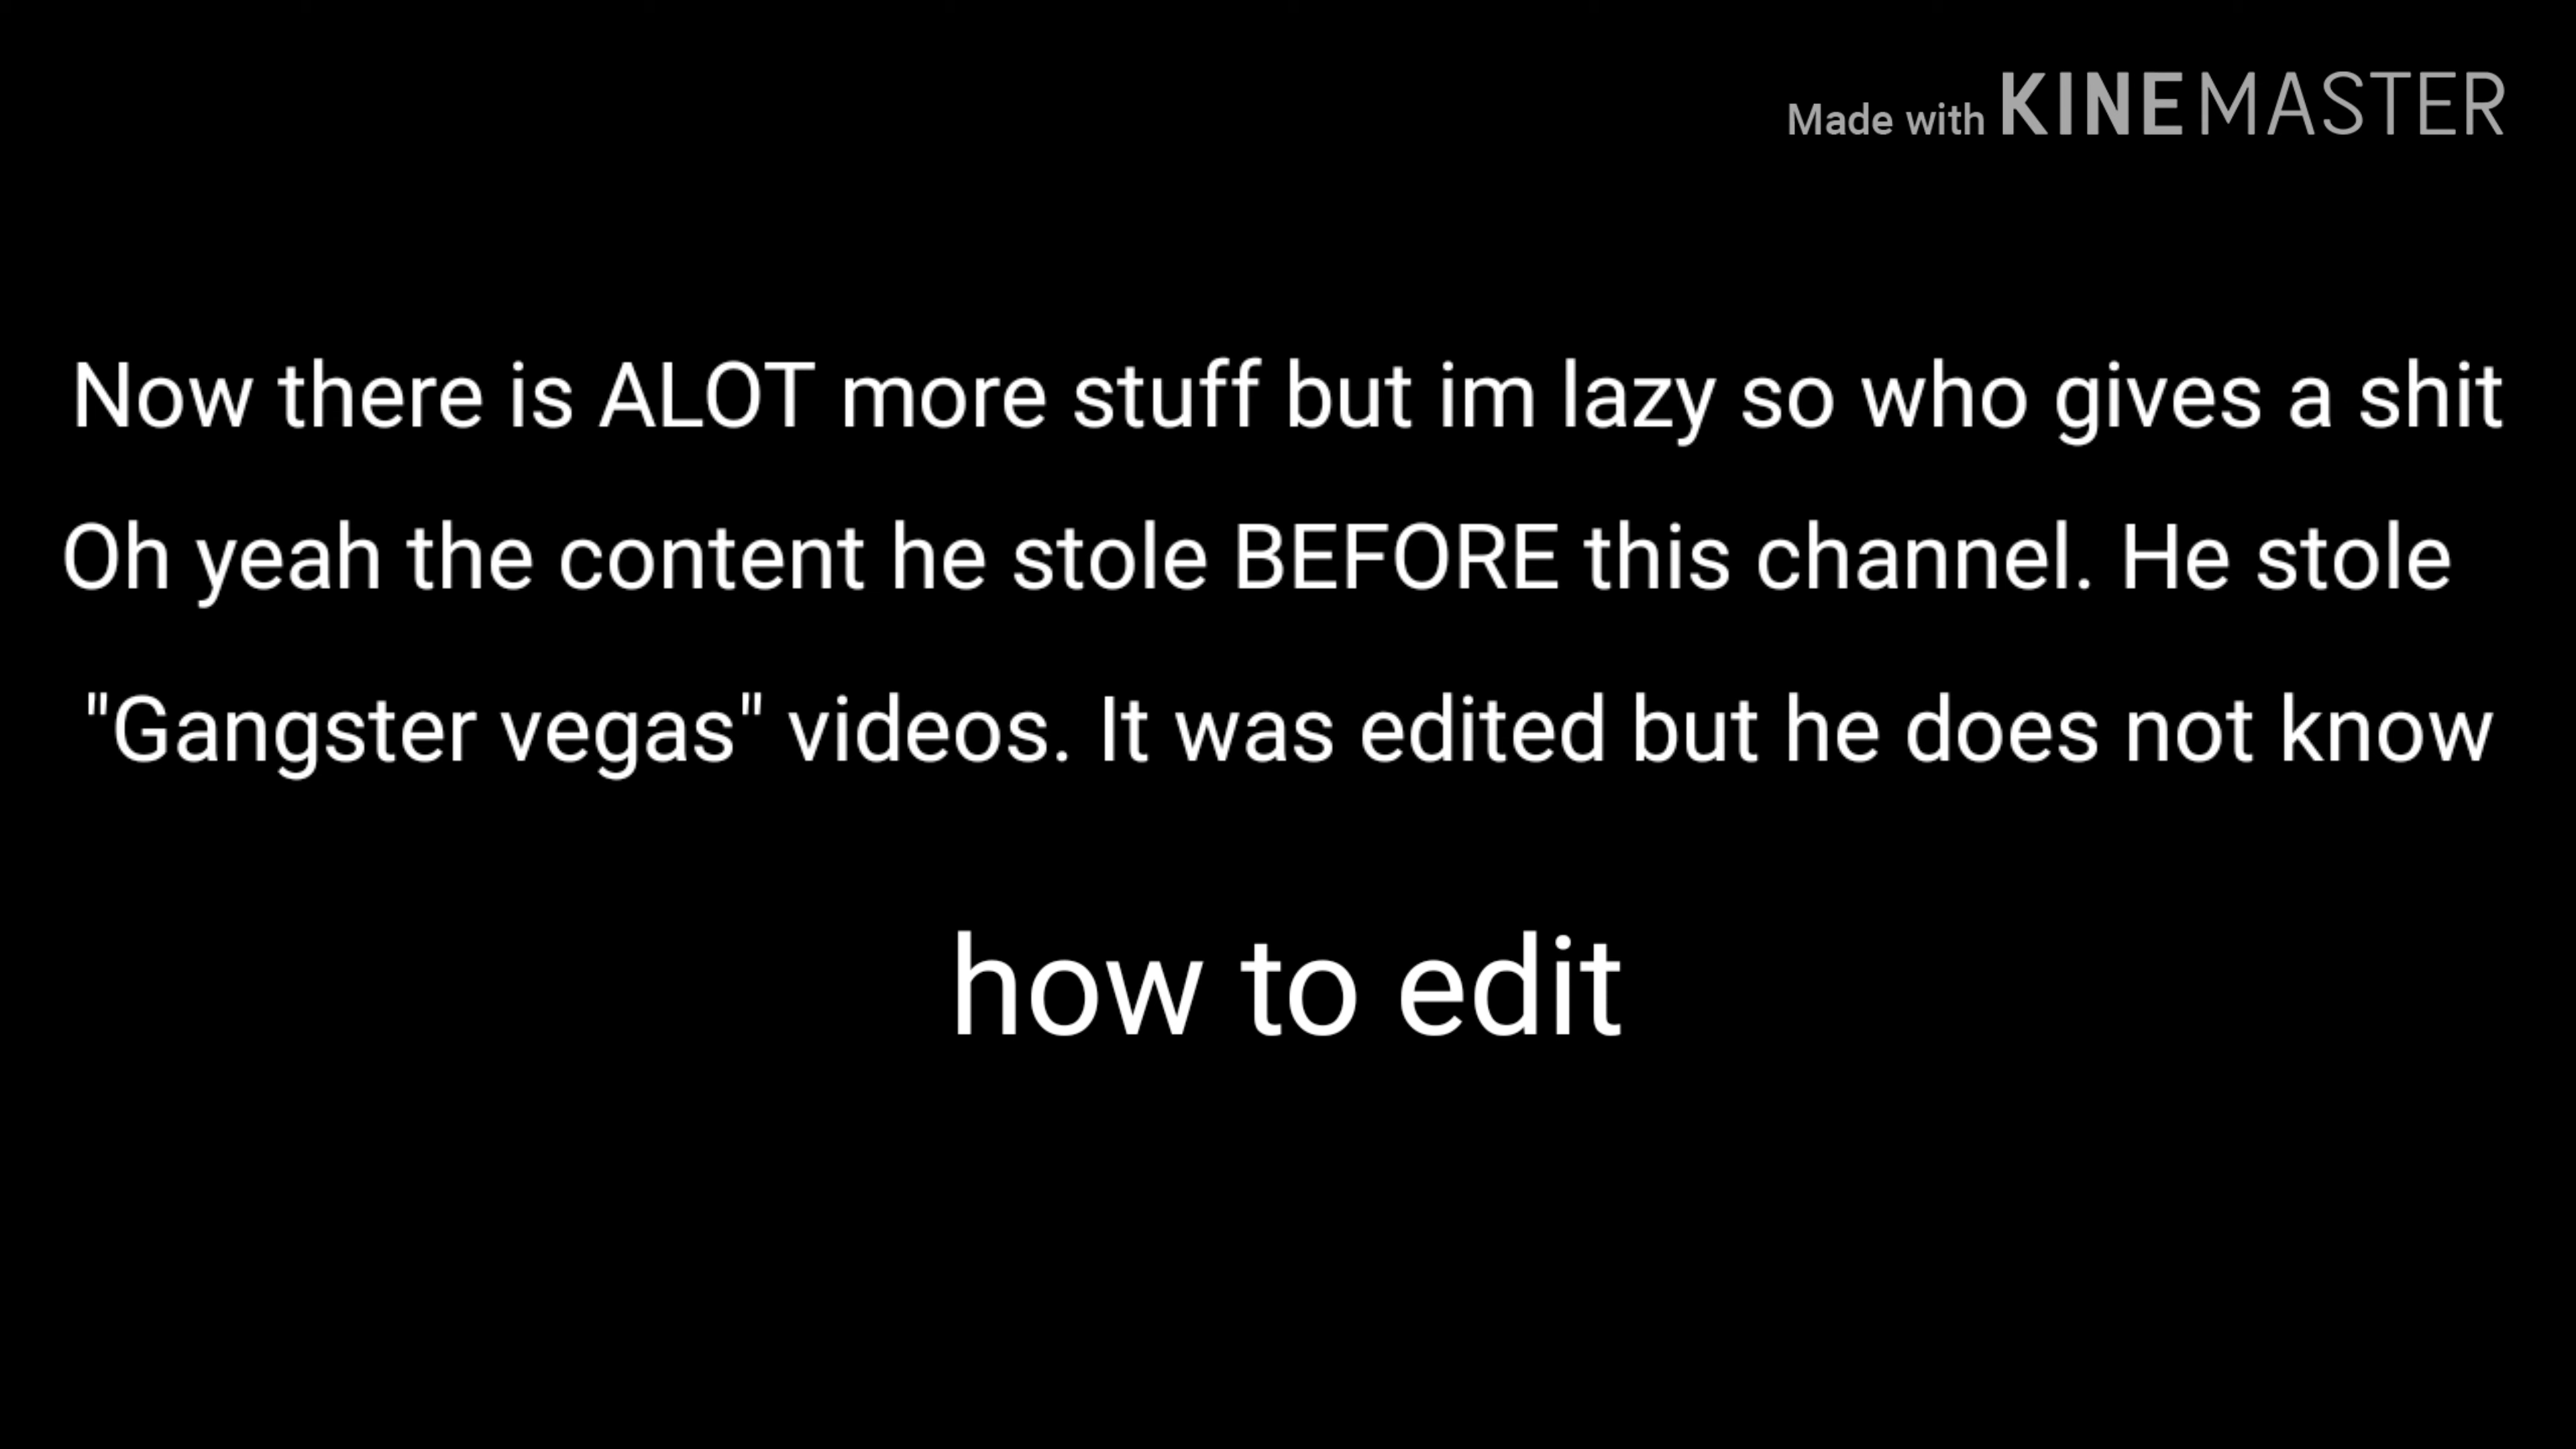 Made with KINEMASTER
Now there is ALOT more stuff but im lazy so who gives a shit
Oh yeah the content he stole BEFORE this channel. He stole
"Gangster vegas" videos. It was edited but he does not know
how to edit